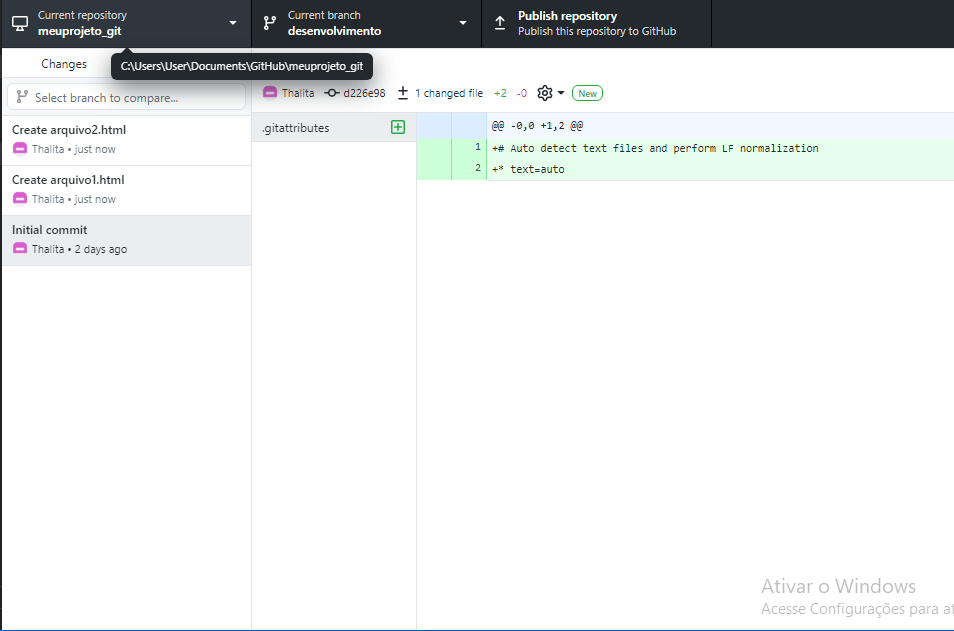 Current repository
meuprojeto_git
Current branch
desenvolvimento
Publish repository
Publish this repository to GitHub
Changes
C:\Users\User\Documents\GitHub\meuprojeto_git
Select branch to compare...
Thalita d226e98 1 changed file +2 -0 New
Create arquivo2.html
Thalita • just now
Create arquivo1.html
Thalita • just now
Initial commit
Thalita • 2 days ago
.gitattributes
@@ -0,0 +1,2 @@
1 +# Auto detect text files and perform LF normalization
2 +* text=auto
Ativar o Windows
Acesse Configurações para at